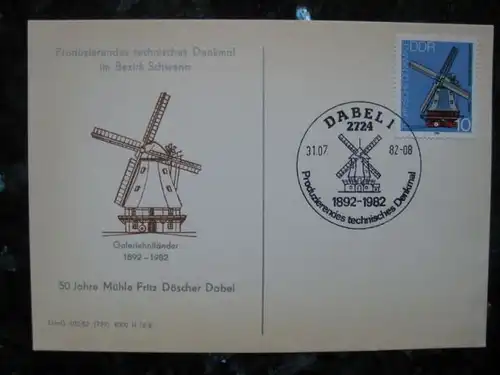 Produzierendes technisches Denkmal
im Bezirk Schwerin
Galerieholländer
1892-1982
50 Jahre Mühle Fritz Döscher Dabel
DDR
10
DABEL 1
2724
31.07. 82-08
1892-1982
Produzierendes technisches Denkmal